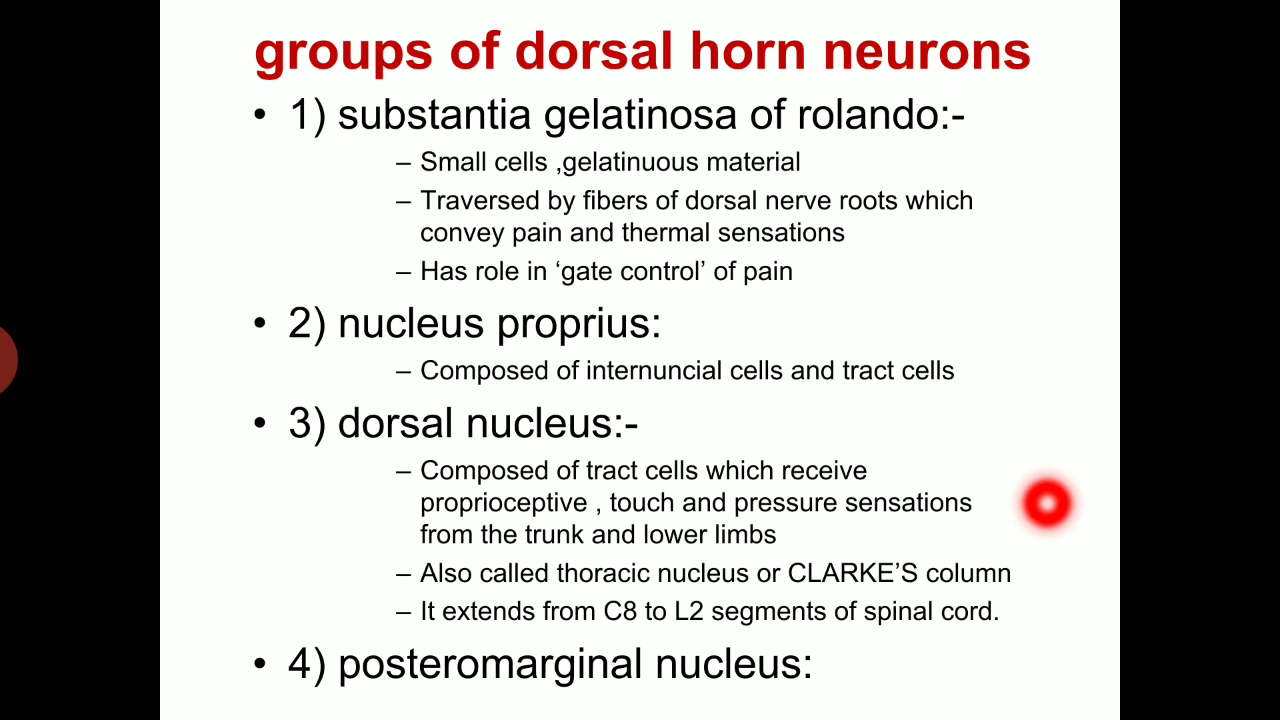 groups of dorsal horn neurons
• 1) substantia gelatinosa of rolando:-
– Small cells ,gelatinuous material
– Traversed by fibers of dorsal nerve roots which
convey pain and thermal sensations
– Has role in ‘gate control’ of pain
• 2) nucleus proprius:
– Composed of internuncial cells and tract cells
• 3) dorsal nucleus:-
– Composed of tract cells which receive
proprioceptive , touch and pressure sensations
from the trunk and lower limbs
– Also called thoracic nucleus or CLARKE’S column
– It extends from C8 to L2 segments of spinal cord.
• 4) posteromarginal nucleus: